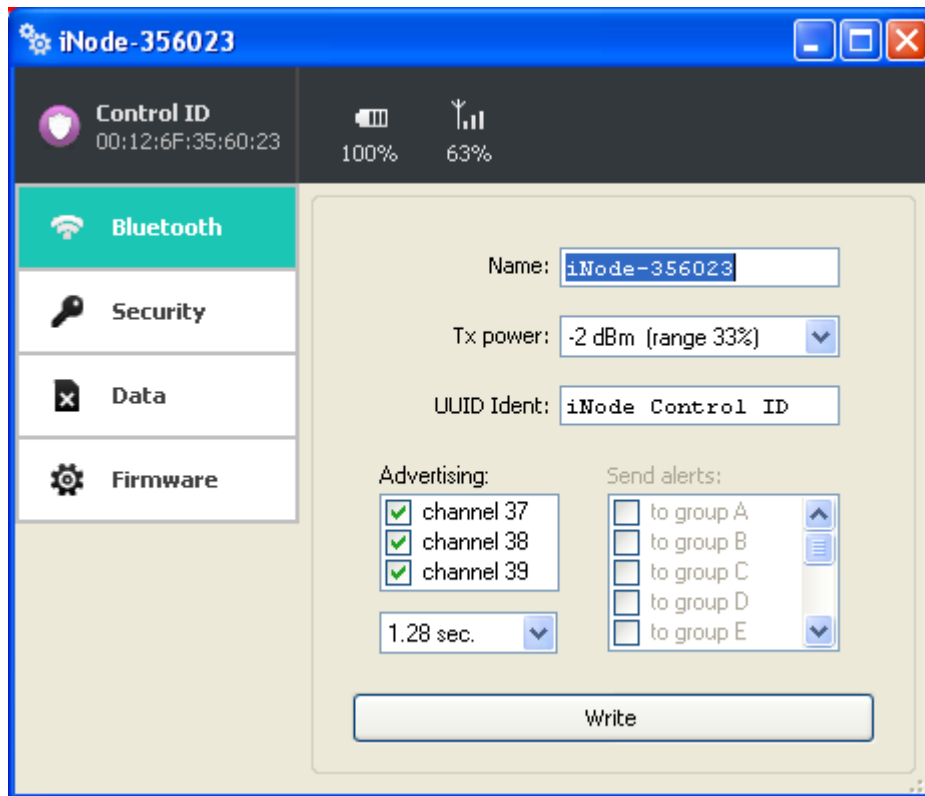 iNode-356023
Control ID
00:12:6F:35:60:23
100%
63%
Bluetooth
Security
Data
Firmware
Name: iNode-356023
Tx power: -2 dBm (range 33%)
UUID Ident: iNode Control ID
Advertising:
channel 37
channel 38
channel 39
1.28 sec.
Send alerts:
to group A
to group B
to group C
to group D
to group E
Write